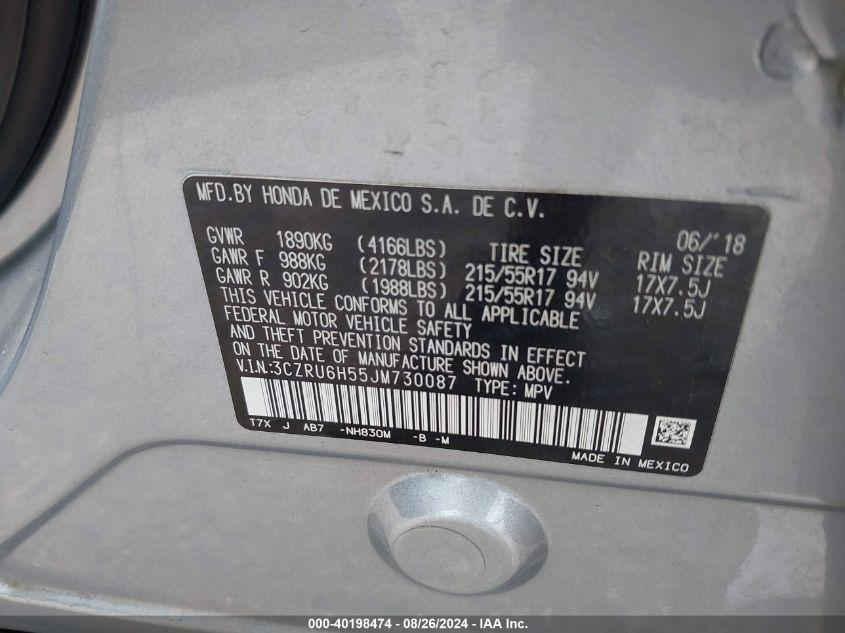 MFD.BY HONDA DE MEXICO S.A. DE C.V.
06/'18
GVWR 1890KG (4166LBS) TIRE SIZE RIM SIZE
GAWR F 988KG (2178LBS) 215/55R17 94V 17X7.5J
GAWR R 902KG (1988LBS) 215/55R17 94V 17X7.5J
THIS VEHICLE CONFORMS TO ALL APPLICABLE
FEDERAL MOTOR VEHICLE SAFETY
AND THEFT PREVENTION STANDARDS IN EFFECT
ON THE DATE OF MANUFACTURE SHOWN ABOVE.
V.I.N.:3CZRU6H55JM730087 TYPE: MPV
T7X J AB7 -NH830M -B -M
MADE IN MEXICO
000-40198474 | 08/26/2024 - IAA Inc.